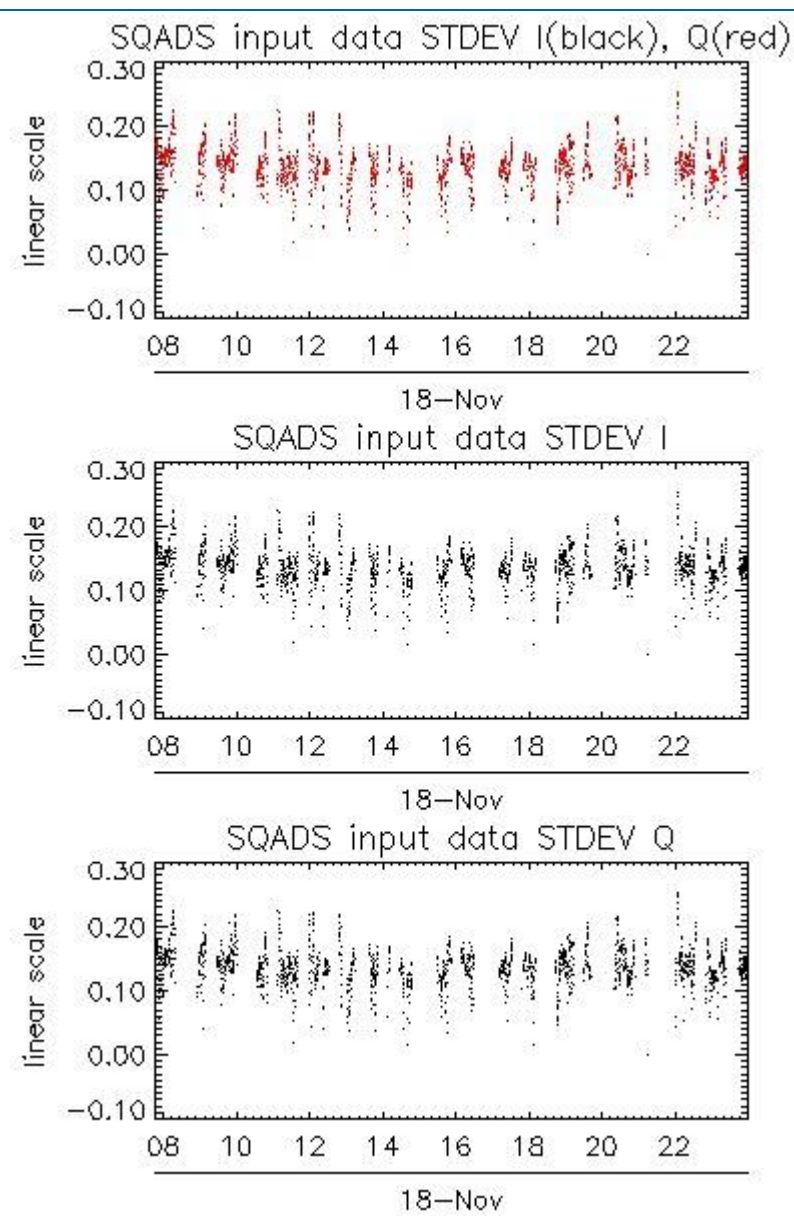 SQADS input data STDEV I(black), Q(red)
0.30
0.20
0.10
0.00
−0.10
linear scale
08 10 12 14 16 18 20 22
18−Nov
SQADS input data STDEV I
0.30
0.20
0.10
0.00
−0.10
linear scale
08 10 12 14 16 18 20 22
18−Nov
SQADS input data STDEV Q
0.30
0.20
0.10
0.00
−0.10
linear scale
08 10 12 14 16 18 20 22
18−Nov